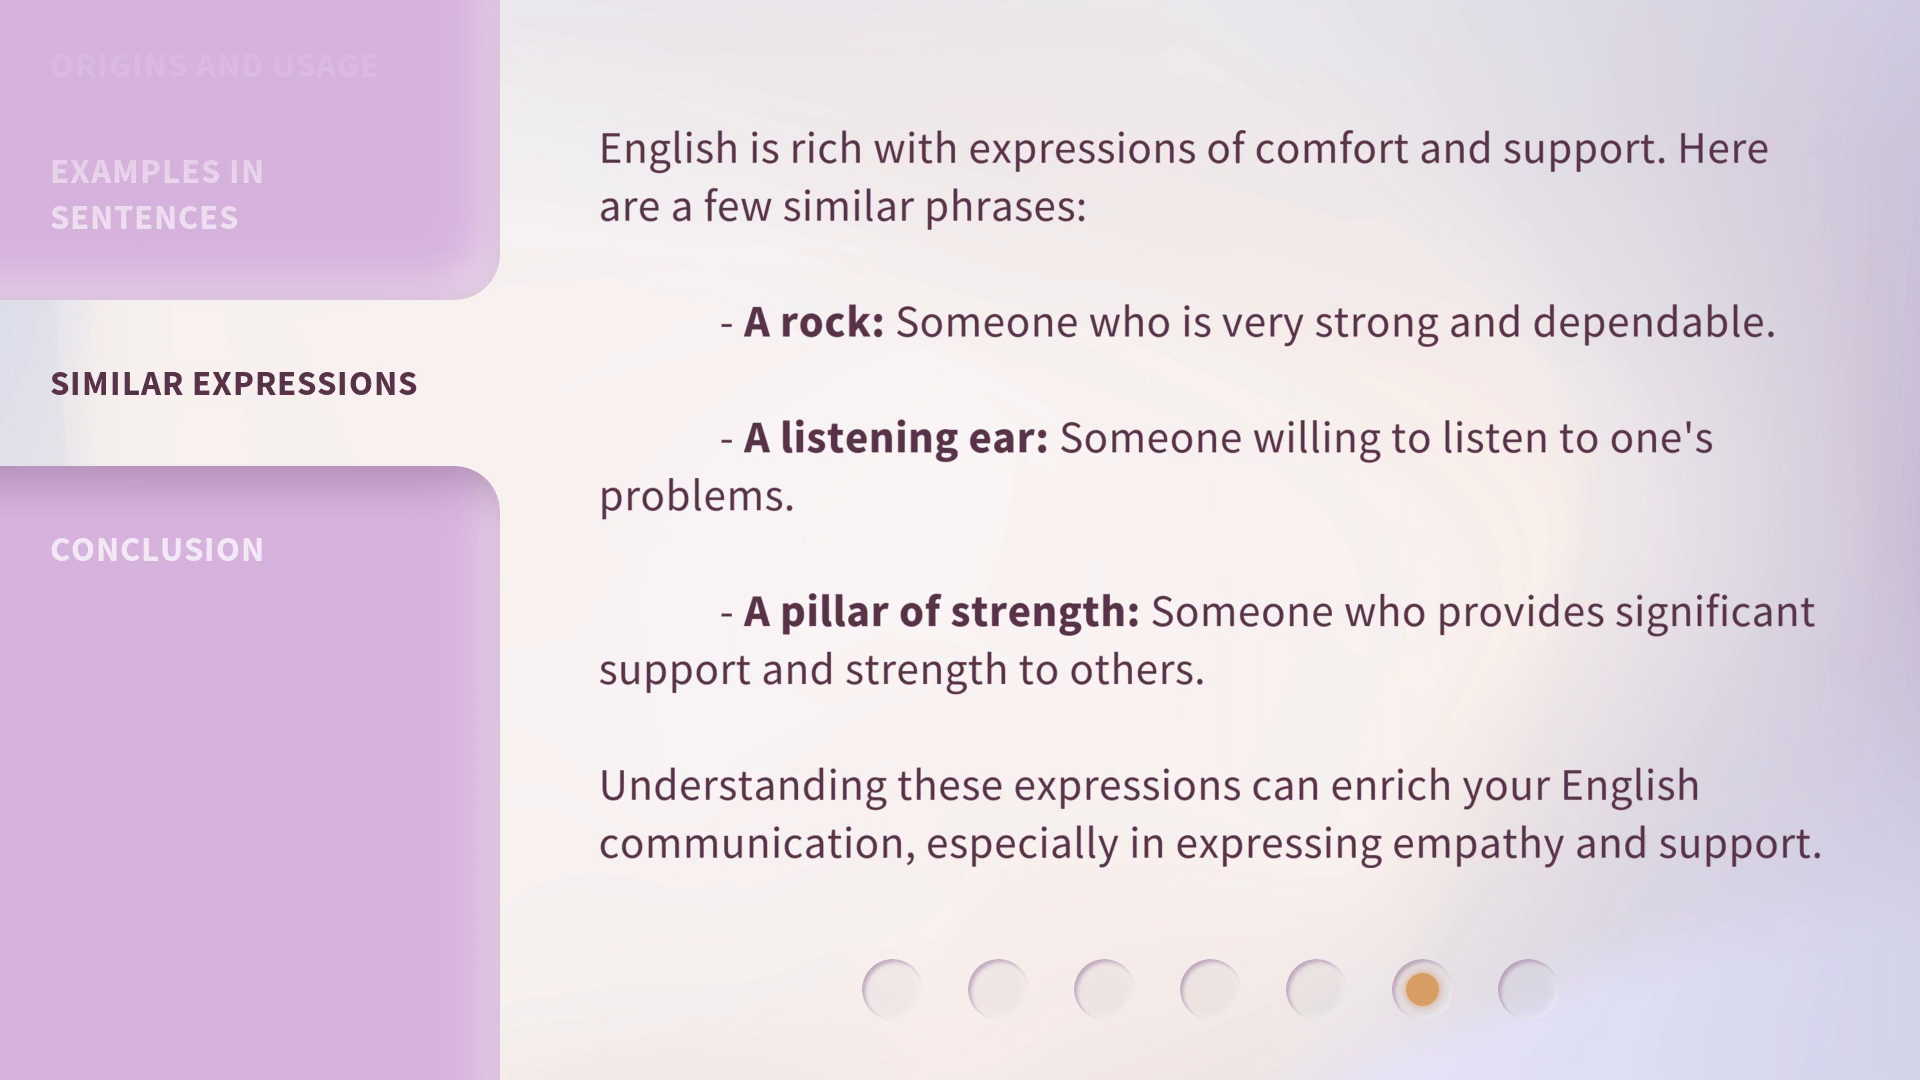 ORIGINS AND USAGE
EXAMPLES IN
SENTENCES
SIMILAR EXPRESSIONS
CONCLUSION
English is rich with expressions of comfort and support. Here
are a few similar phrases:
- A rock: Someone who is very strong and dependable.
- A listening ear: Someone willing to listen to one's
problems.
- A pillar of strength: Someone who provides significant
support and strength to others.
Understanding these expressions can enrich your English
communication, especially in expressing empathy and support.